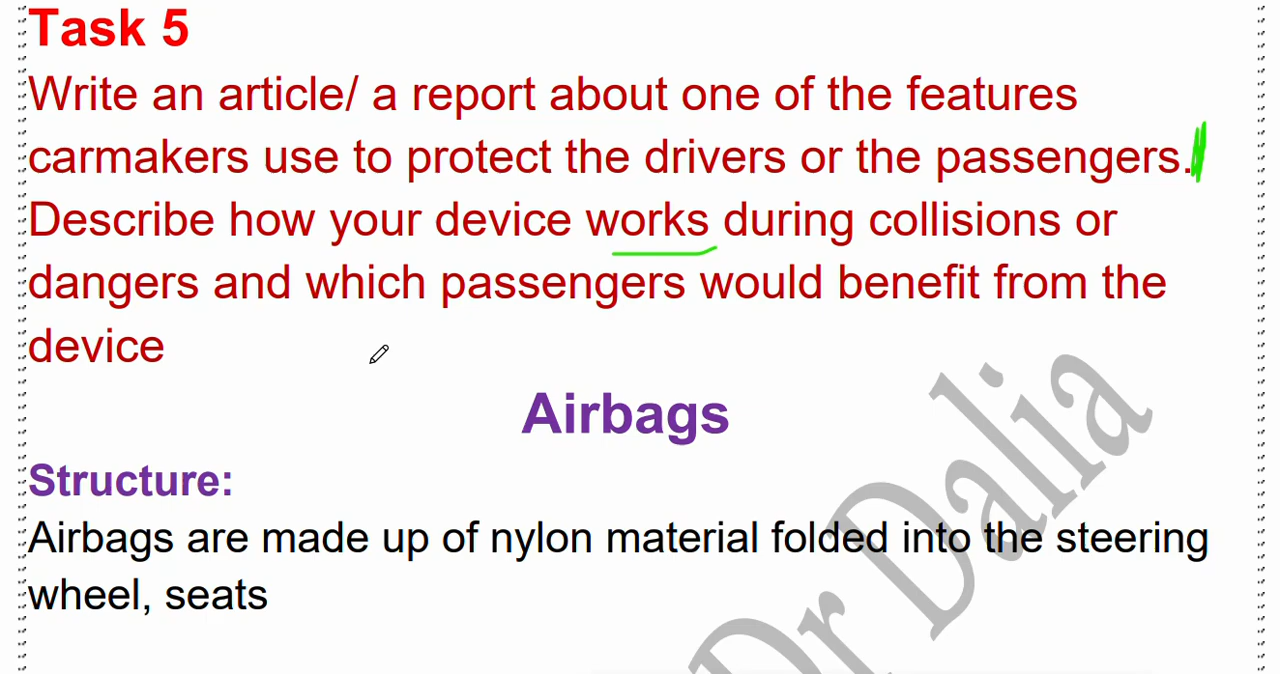 Task 5
Write an article/ a report about one of the features
carmakers use to protect the drivers or the passengers.
Describe how your device works during collisions or
dangers and which passengers would benefit from the
device
Airbags
Structure:
Airbags are made up of nylon material folded into the steering
wheel, seats
Dr Dalia